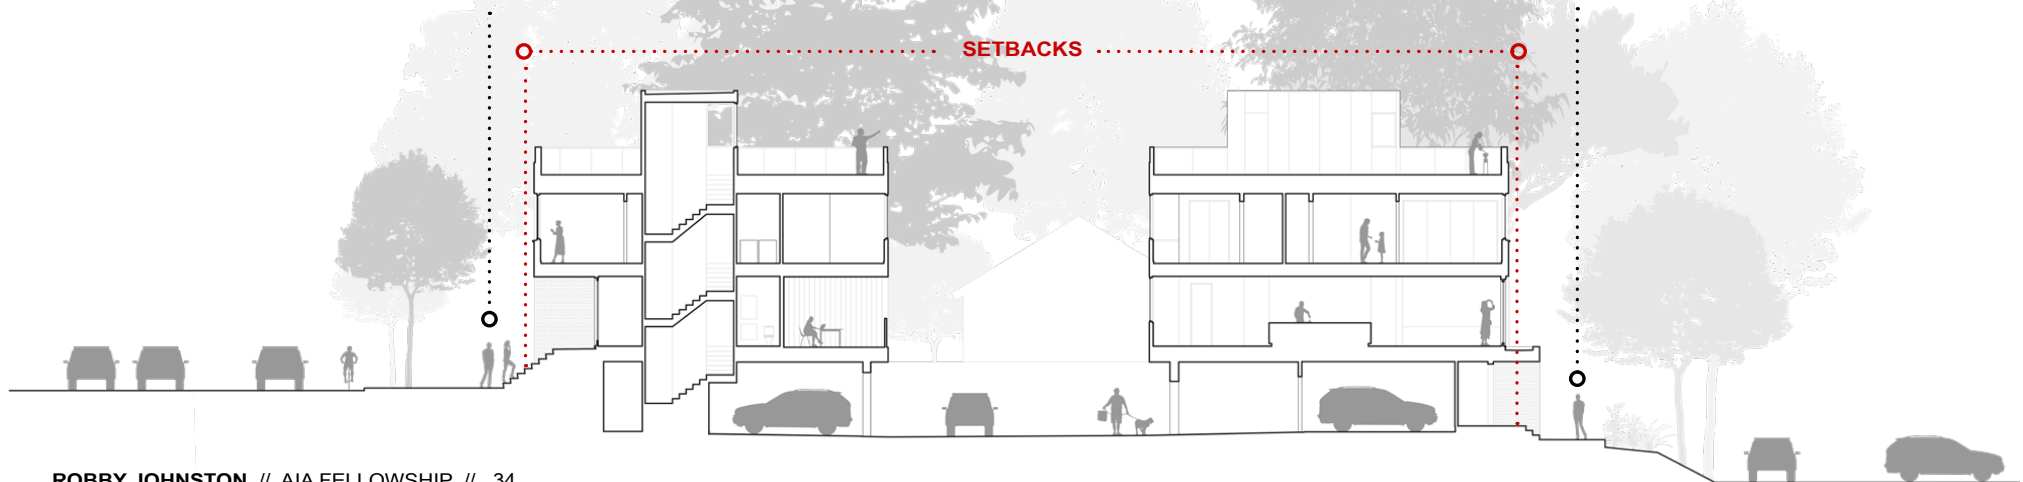 SETBACKS
ROBBY JOHNSTON // AIA FELLOWSHIP // 34